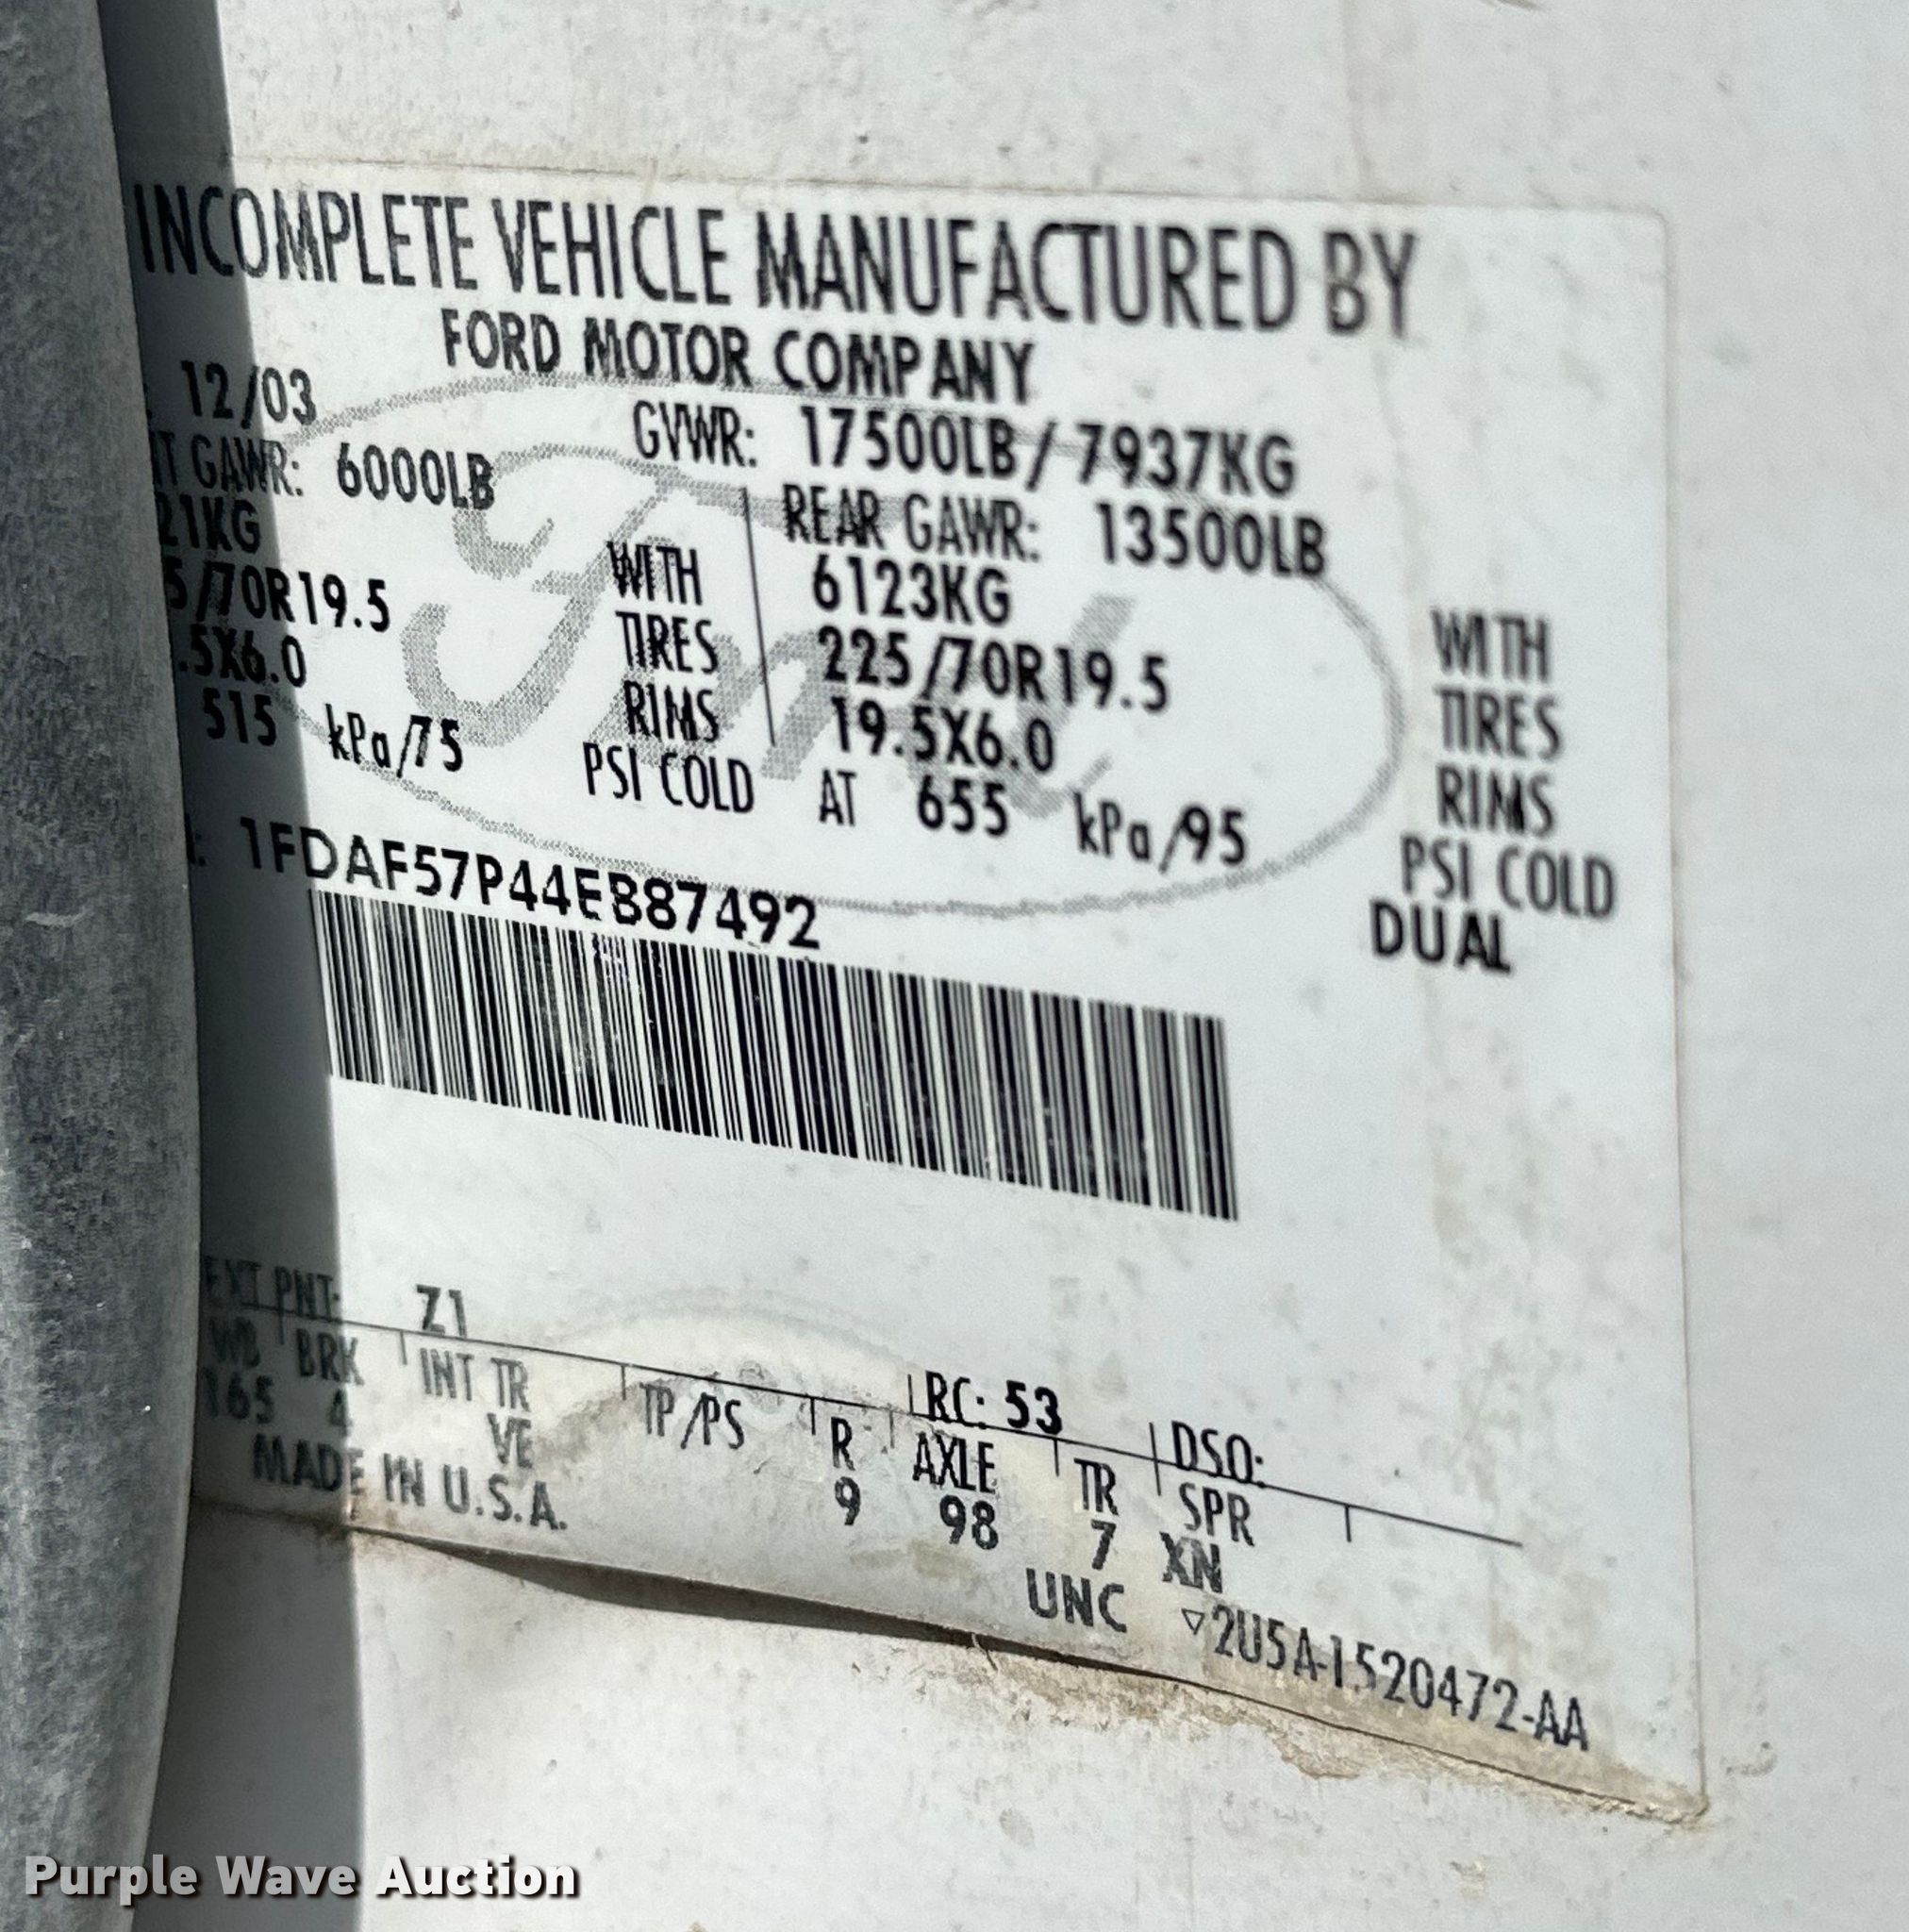 INCOMPLETE VEHICLE MANUFACTURED BY
FORD MOTOR COMPANY
12/03 GVWR: 17500LB/7937KG
GAWR: 6000LB REAR GAWR: 13500LB
21KG WITH 6123KG WITH
5/70R19.5 TIRES 225/70R19.5 TIRES
.5X6.0 RIMS 19.5X6.0 RIMS
515 kPa/75 PSI COLD AT 655 kPa/95 PSI COLD
DUAL
1FDAF57P44EB87492
EXT PNT: Z1 RC: 53 DSO:
WB BRK INT TR TP/PS R AXLE TR SPR
165 4 VE 9 98 7 XN
MADE IN U.S.A.
UNC ▽2U5A-1520472-AA
Ford
Purple Wave Auction